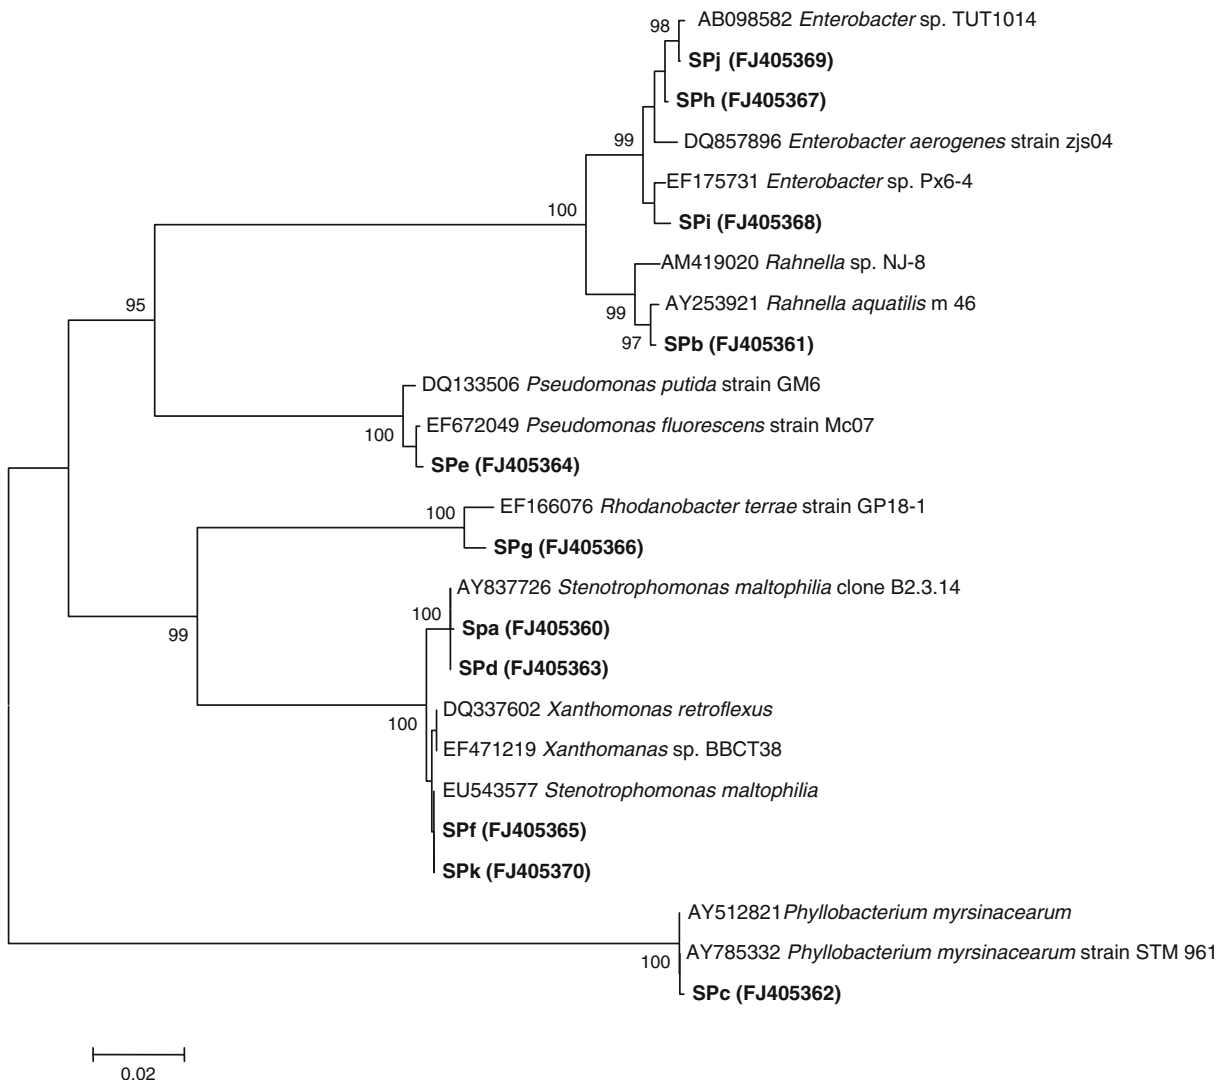 98
AB098582 Enterobacter sp. TUT1014
SPj (FJ405369)
SPh (FJ405367)
99
DQ857896 Enterobacter aerogenes strain zjs04
EF175731 Enterobacter sp. Px6-4
100
SPi (FJ405368)
AM419020 Rahnella sp. NJ-8
95
AY253921 Rahnella aquatilis m 46
99
97
SPb (FJ405361)
DQ133506 Pseudomonas putida strain GM6
EF672049 Pseudomonas fluorescens strain Mc07
100
SPe (FJ405364)
EF166076 Rhodanobacter terrae strain GP18-1
100
SPg (FJ405366)
AY837726 Stenotrophomonas maltophilia clone B2.3.14
100
Spa (FJ405360)
99
SPd (FJ405363)
DQ337602 Xanthomonas retroflexus
100
EF471219 Xanthomanas sp. BBCT38
EU543577 Stenotrophomonas maltophilia
SPf (FJ405365)
SPk (FJ405370)
AY512821Phyllobacterium myrsinacearum
AY785332 Phyllobacterium myrsinacearum strain STM 961
100
SPc (FJ405362)
0.02